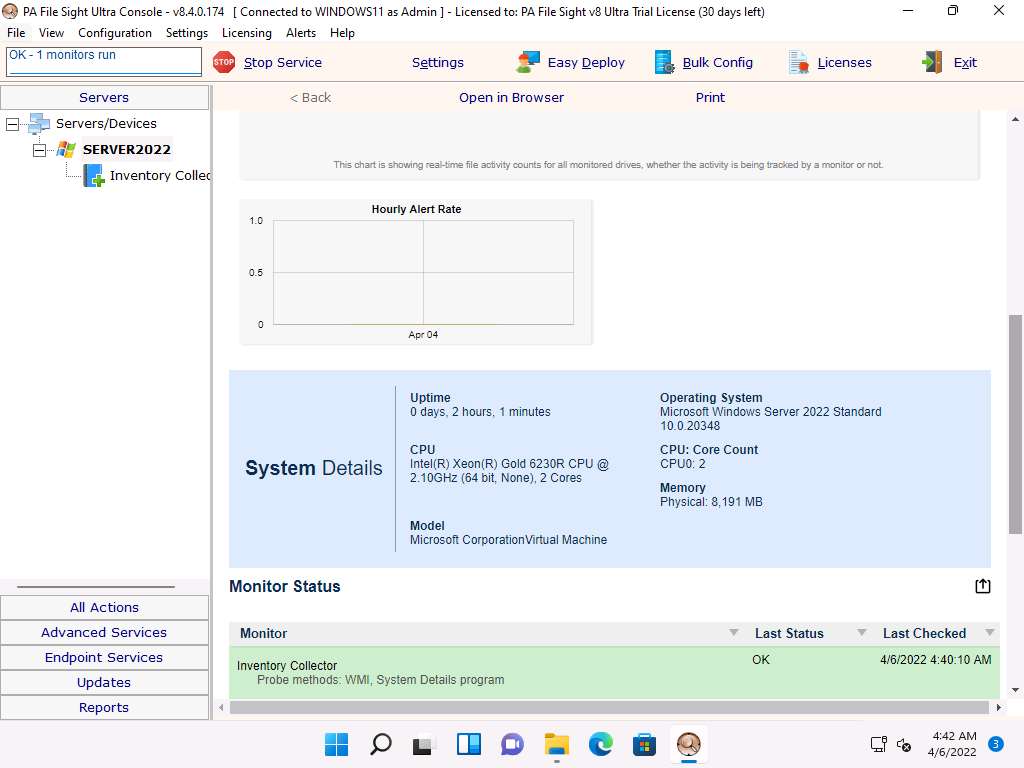 PA File Sight Ultra Console - v8.4.0.174 [ Connected to WINDOWS11 as Admin ] - Licensed to: PA File Sight v8 Ultra Trial License (30 days left)
File View Configuration Settings Licensing Alerts Help
OK - 1 monitors run
STOP Stop Service Settings Easy Deploy Bulk Config Licenses Exit
Servers
< Back Open in Browser Print
Servers/Devices
SERVER2022
Inventory Collec
This chart is showing real-time file activity counts for all monitored drives, whether the activity is being tracked by a monitor or not.
Hourly Alert Rate
1.0
0.5
0
Apr 04
System Details
Uptime
0 days, 2 hours, 1 minutes
CPU
Intel(R) Xeon(R) Gold 6230R CPU @
2.10GHz (64 bit, None), 2 Cores
Model
Microsoft CorporationVirtual Machine
Operating System
Microsoft Windows Server 2022 Standard
10.0.20348
CPU: Core Count
CPU0: 2
Memory
Physical: 8,191 MB
Monitor Status
Monitor Last Status Last Checked
Inventory Collector OK 4/6/2022 4:40:10 AM
Probe methods: WMI, System Details program
All Actions
Advanced Services
Endpoint Services
Updates
Reports
4:42 AM
4/6/2022
3